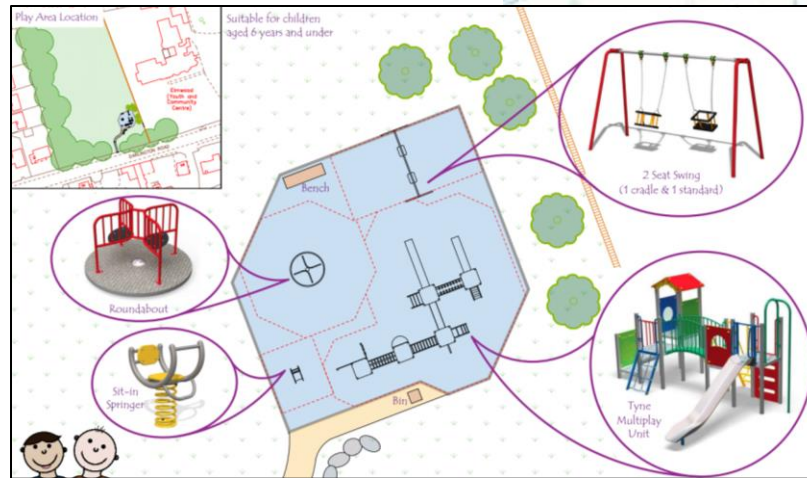 Play Area Location
Suitable for children
aged 6 years and under
Elmwood
(Youth and
Community
Centre)
2 Seat Swing
(1 cradle & 1 standard)
Bench
Roundabout
Sit-in
Springer
Bin
Tyne
Multiplay
Unit